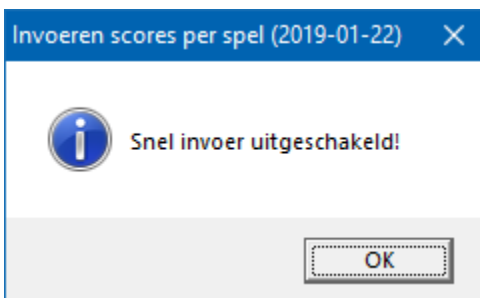 Invoeren scores per spel (2019-01-22)
Snel invoer uitgeschakeld!
OK